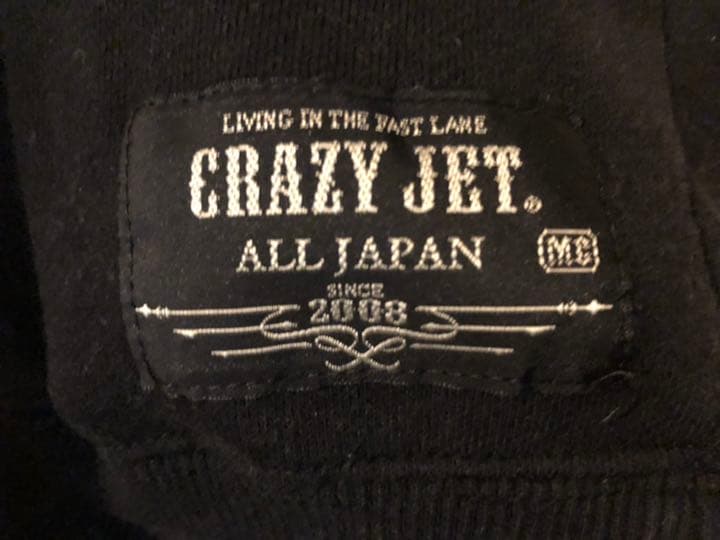 LIVING IN THE FAST LANE
CRAZY JET®
ALL JAPAN MC
SINCE
2008